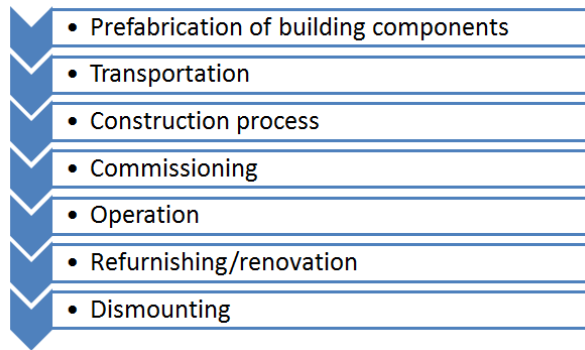 • Prefabrication of building components
• Transportation
• Construction process
• Commissioning
• Operation
• Refurnishing/renovation
• Dismounting